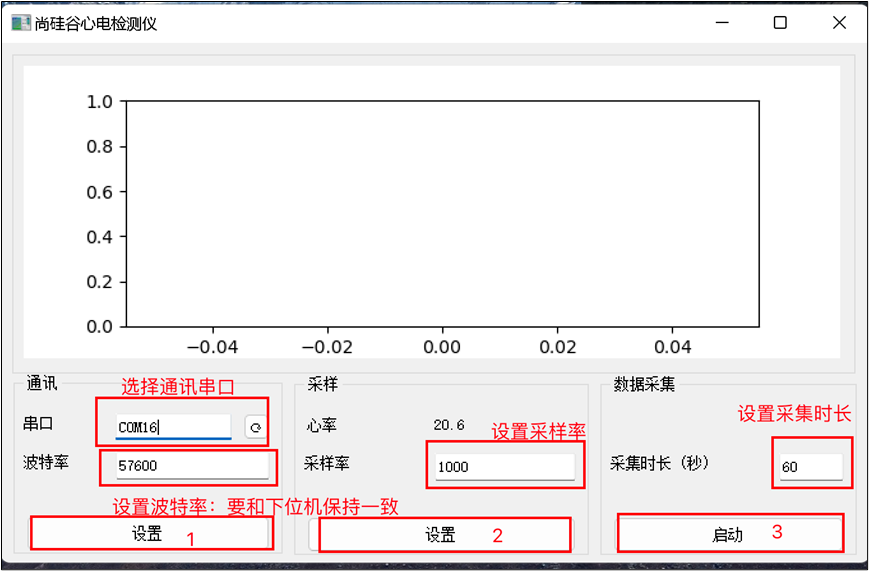 尚硅谷心电检测仪
1.0
0.8
0.6
0.4
0.2
0.0
−0.04 −0.02 0.00 0.02 0.04
通讯
选择通讯串口
串口 COM16
波特率 57600
设置波特率：要和下位机保持一致
设置 1
采样
心率 20.6
设置采样率
采样率 1000
设置 2
数据采集
设置采集时长
采集时长（秒） 60
启动 3